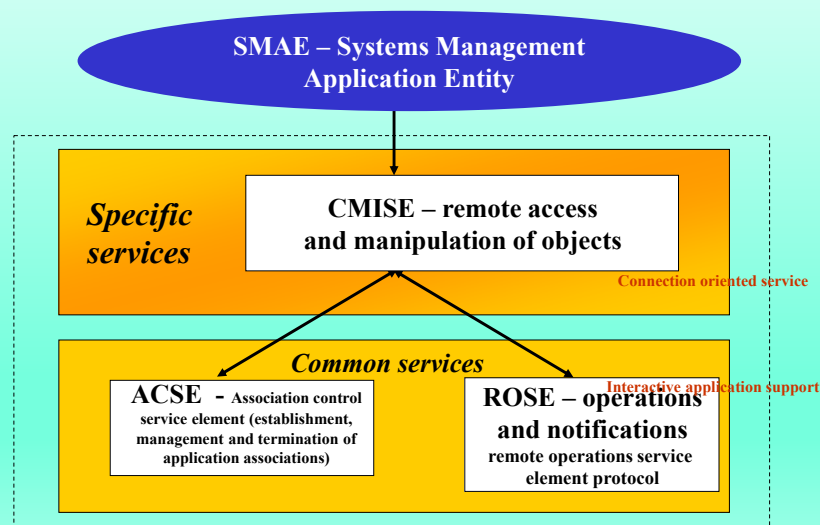 SMAE – Systems Management
Application Entity
Specific
services
CMISE – remote access
and manipulation of objects
Connection oriented service
Common services
ACSE - Association control
service element (establishment,
management and termination of
application associations)
Interactive application support
ROSE – operations
and notifications
remote operations service
element protocol